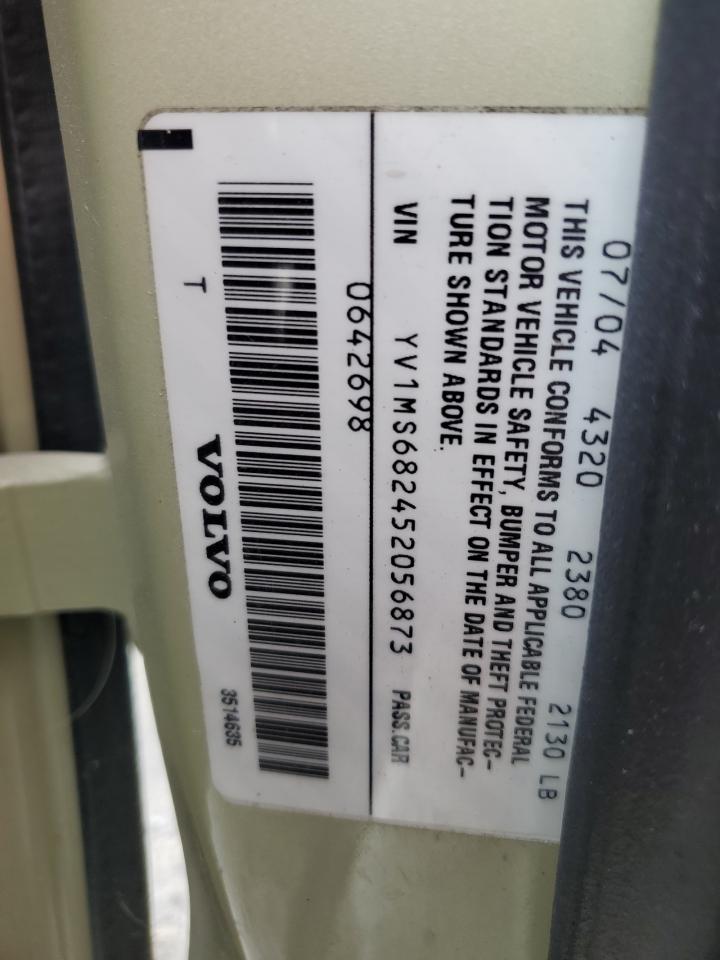 07/04 4320 2380 2130 LB
THIS VEHICLE CONFORMS TO ALL APPLICABLE FEDERAL
MOTOR VEHICLE SAFETY, BUMPER AND THEFT PROTEC-
TION STANDARDS IN EFFECT ON THE DATE OF MANUFAC-
TURE SHOWN ABOVE.
VIN YV1MS682452056873 PASS.CAR
0642698
T VOLVO 3514635